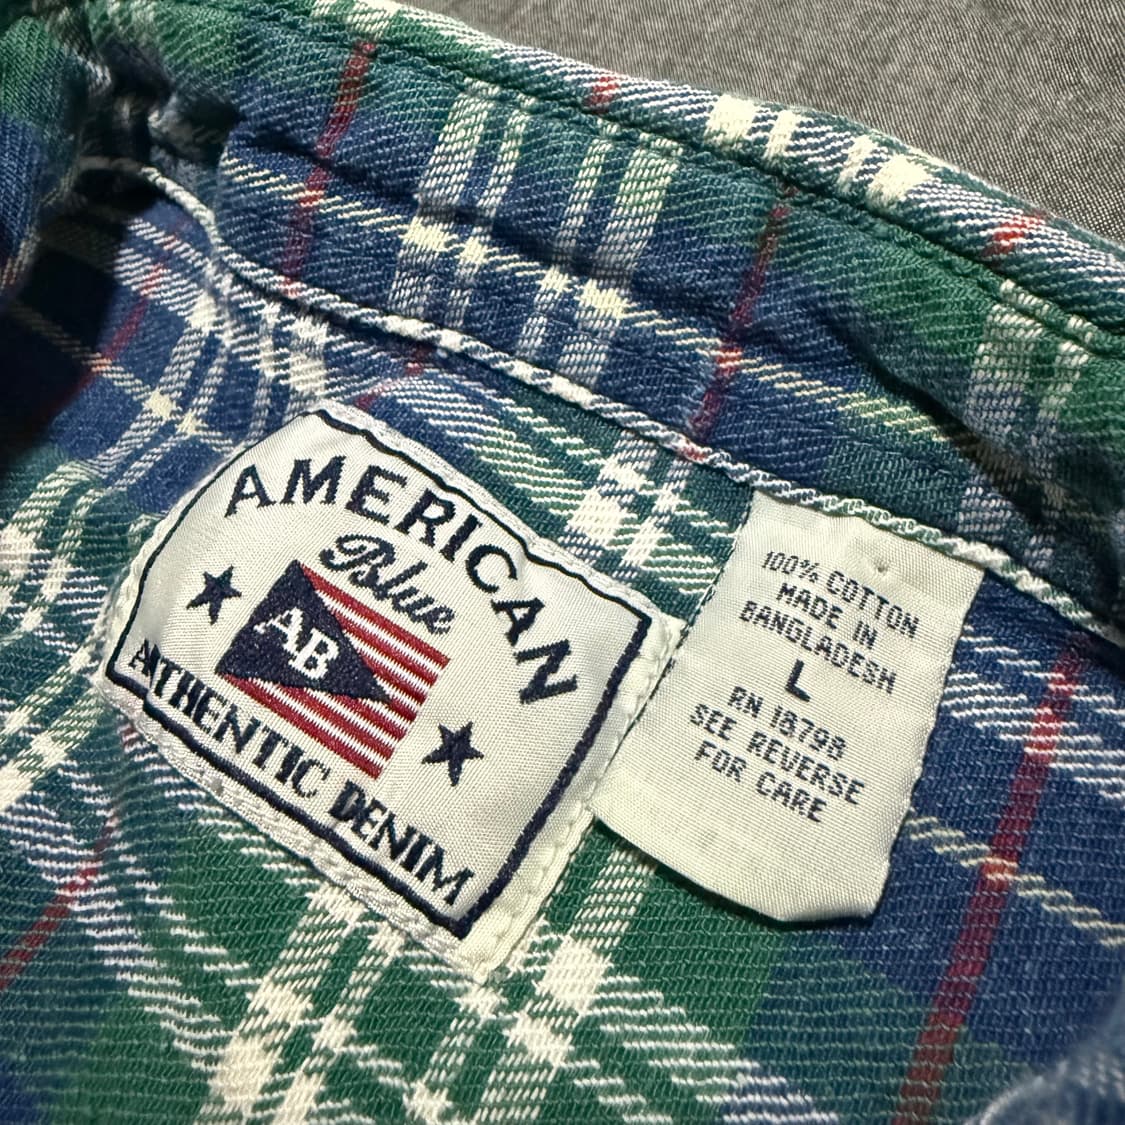 AMERICAN
Blue
AB
AUTHENTIC DENIM
100% COTTON
MADE IN
BANGLADESH
L
RN 18798
SEE REVERSE
FOR CARE